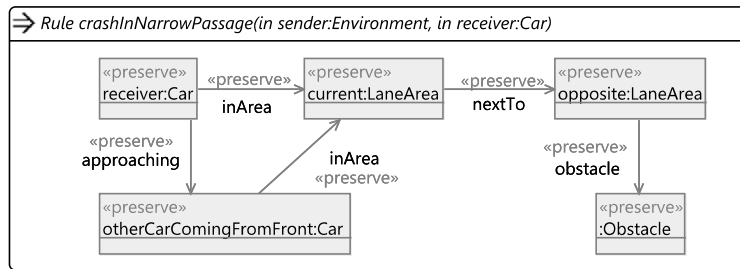 Rule crashInNarrowPassage(in sender:Environment, in receiver:Car)
«preserve»
receiver:Car
«preserve»
inArea
«preserve»
current:LaneArea
«preserve»
nextTo
«preserve»
opposite:LaneArea
«preserve»
approaching
inArea
«preserve»
«preserve»
obstacle
«preserve»
otherCarComingFromFront:Car
«preserve»
:Obstacle